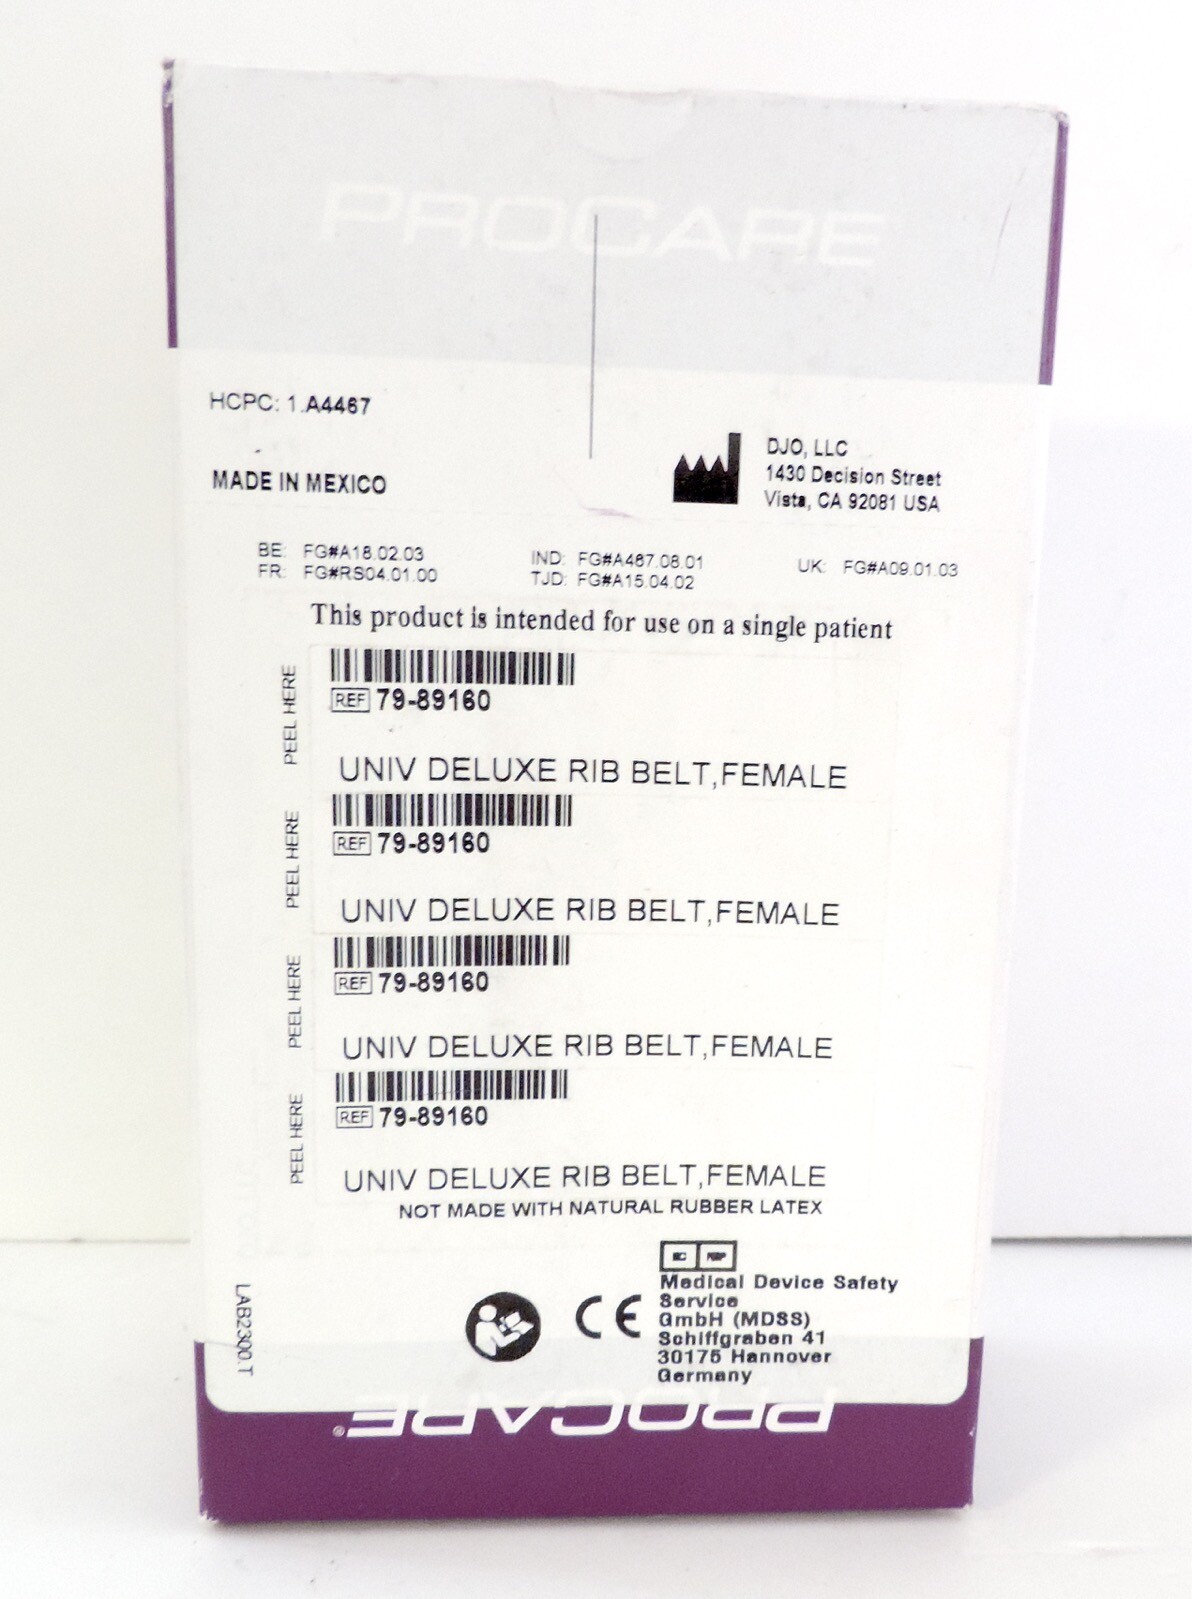 PROCARE
HCPC: 1.A4467
MADE IN MEXICO
DJO, LLC
1430 Decision Street
Vista, CA 92081 USA
BE: FG#A18.02.03
FR: FG#RS04.01.00
IND: FG#A467.08.01
TJD: FG#A15.04.02
UK: FG#A09.01.03
This product is intended for use on a single patient
PEEL HERE
REF 79-89160
UNIV DELUXE RIB BELT,FEMALE
PEEL HERE
REF 79-89160
UNIV DELUXE RIB BELT,FEMALE
PEEL HERE
REF 79-89160
UNIV DELUXE RIB BELT,FEMALE
PEEL HERE
REF 79-89160
UNIV DELUXE RIB BELT,FEMALE
NOT MADE WITH NATURAL RUBBER LATEX
EC REP
CE
Medical Device Safety
Service
GmbH (MDSS)
Schiffgraben 41
30175 Hannover
Germany
LAB2300.T
PROCARE®